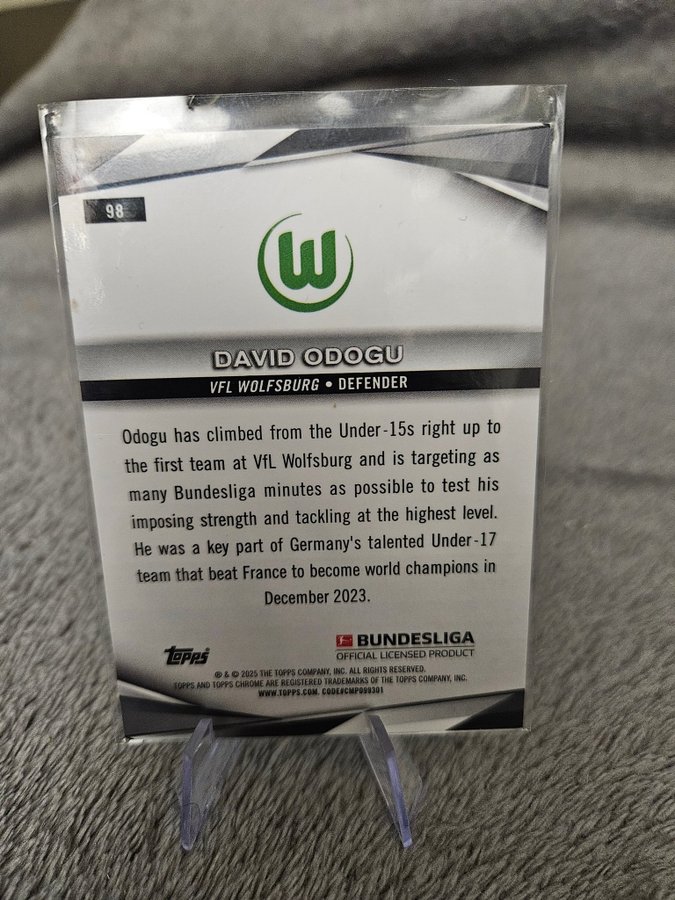 98
W
DAVID ODOGU
VFL WOLFSBURG • DEFENDER
Odogu has climbed from the Under-15s right up to
the first team at VfL Wolfsburg and is targeting as
many Bundesliga minutes as possible to test his
imposing strength and tackling at the highest level.
He was a key part of Germany's talented Under-17
team that beat France to become world champions in
December 2023.
topps
BUNDESLIGA
OFFICIAL LICENSED PRODUCT
® & © 2025 THE TOPPS COMPANY, INC. ALL RIGHTS RESERVED.
TOPPS AND TOPPS CHROME ARE REGISTERED TRADEMARKS OF THE TOPPS COMPANY, INC.
WWW.TOPPS.COM. CODE#CMP099301